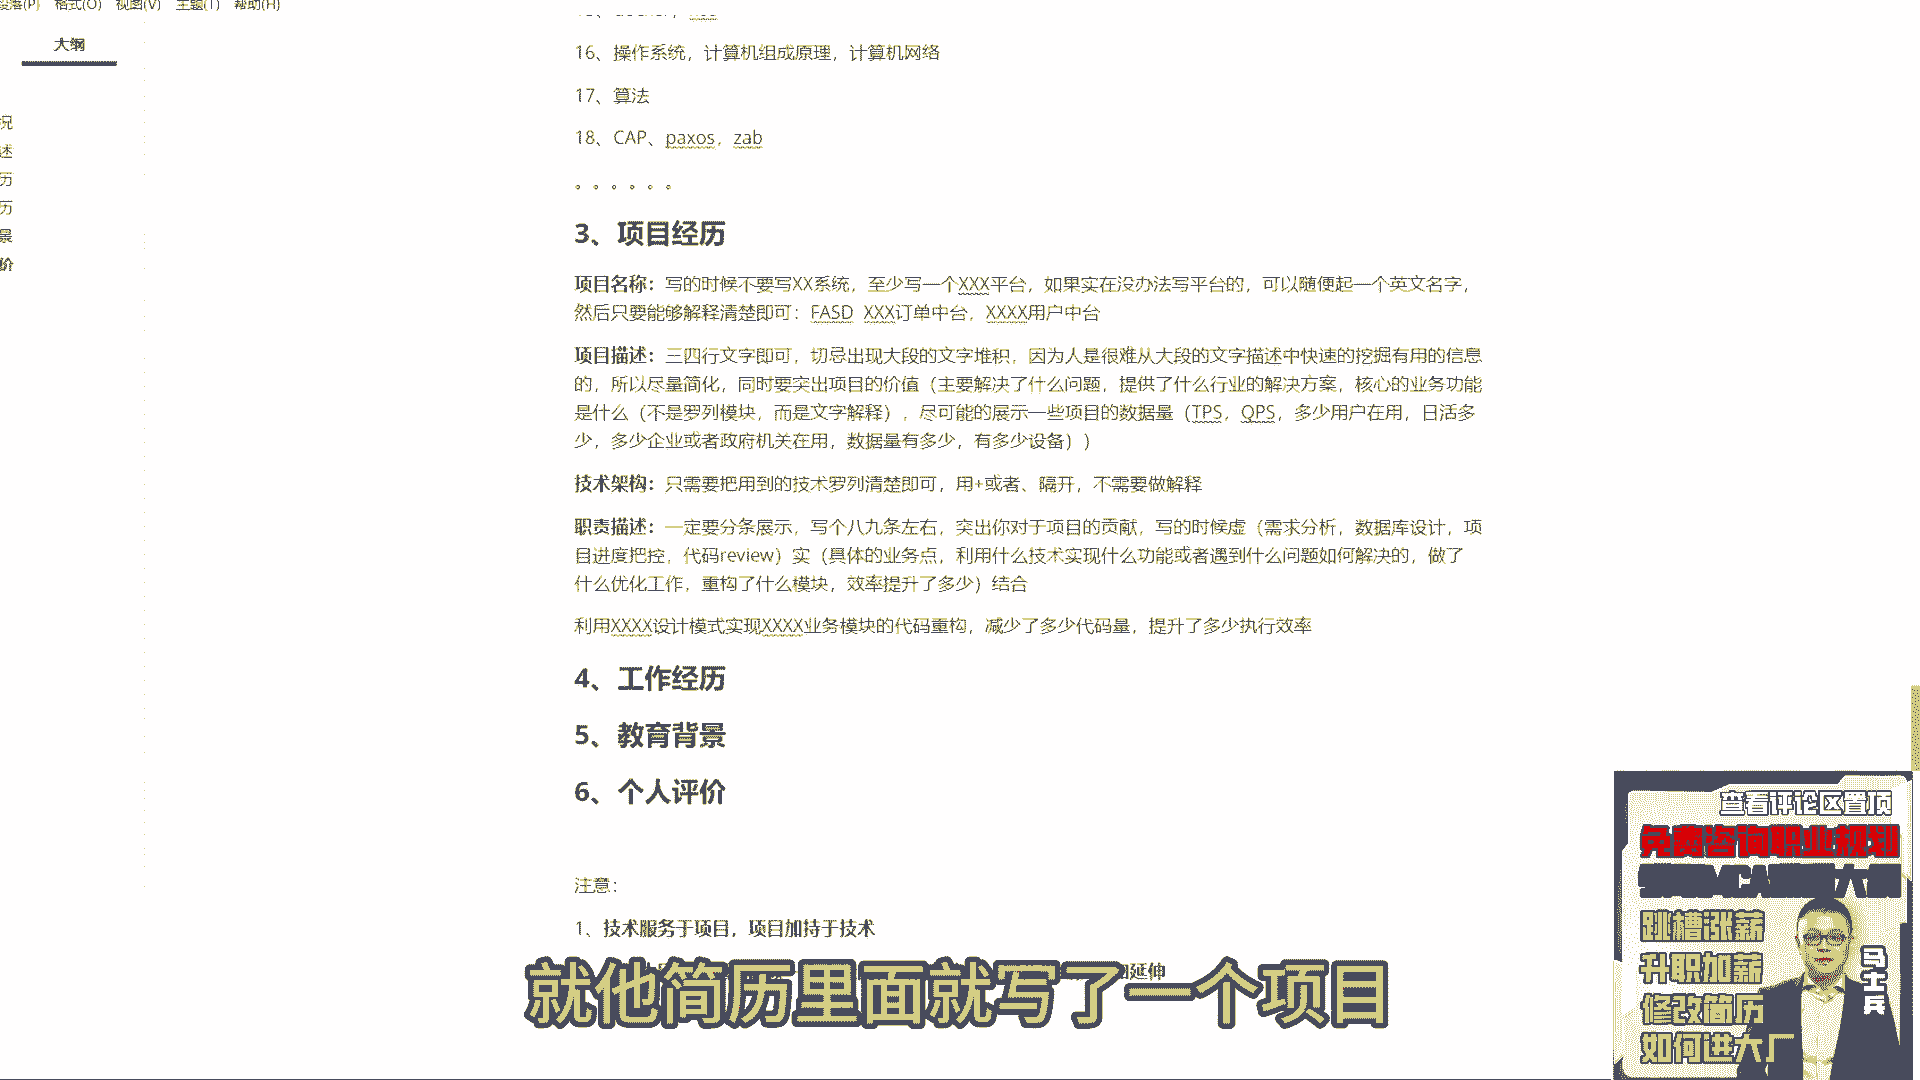 段落(P) 格式(O) 视图(V) 主题(T) 帮助(H)
大纲
况
述
历
历
景
价
16、操作系统，计算机组成原理，计算机网络
17、算法
18、CAP、paxos，zab
。。。。。。
3、项目经历
项目名称：写的时候不要写XX系统，至少写一个XXX平台，如果实在没办法写平台的，可以随便起一个英文名字，
然后只要能够解释清楚即可：FASD XXX订单中台，XXXX用户中台
项目描述：三四行文字即可，切忌出现大段的文字堆积，因为人是很难从大段的文字描述中快速的挖掘有用的信息
的，所以尽量简化，同时要突出项目的价值（主要解决了什么问题，提供了什么行业的解决方案，核心的业务功能
是什么（不是罗列模块，而是文字解释），尽可能的展示一些项目的数据量（TPS，QPS，多少用户在用，日活多
少，多少企业或者政府机关在用，数据量有多少，有多少设备））
技术架构：只需要把用到的技术罗列清楚即可，用+或者、隔开，不需要做解释
职责描述：一定要分条展示，写个八九条左右，突出你对于项目的贡献，写的时候虚（需求分析，数据库设计，项
目进度把控，代码review）实（具体的业务点，利用什么技术实现什么功能或者遇到什么问题如何解决的，做了
什么优化工作，重构了什么模块，效率提升了多少）结合
利用XXXX设计模式实现XXXX业务模块的代码重构，减少了多少代码量，提升了多少执行效率
4、工作经历
5、教育背景
6、个人评价
注意：
1、技术服务于项目，项目加持于技术
延伸
就他简历里面就写了一个项目
查看评论区置顶
免费咨询职业规划
跳槽涨薪
升职加薪
修改简历
如何进大厂
马士兵